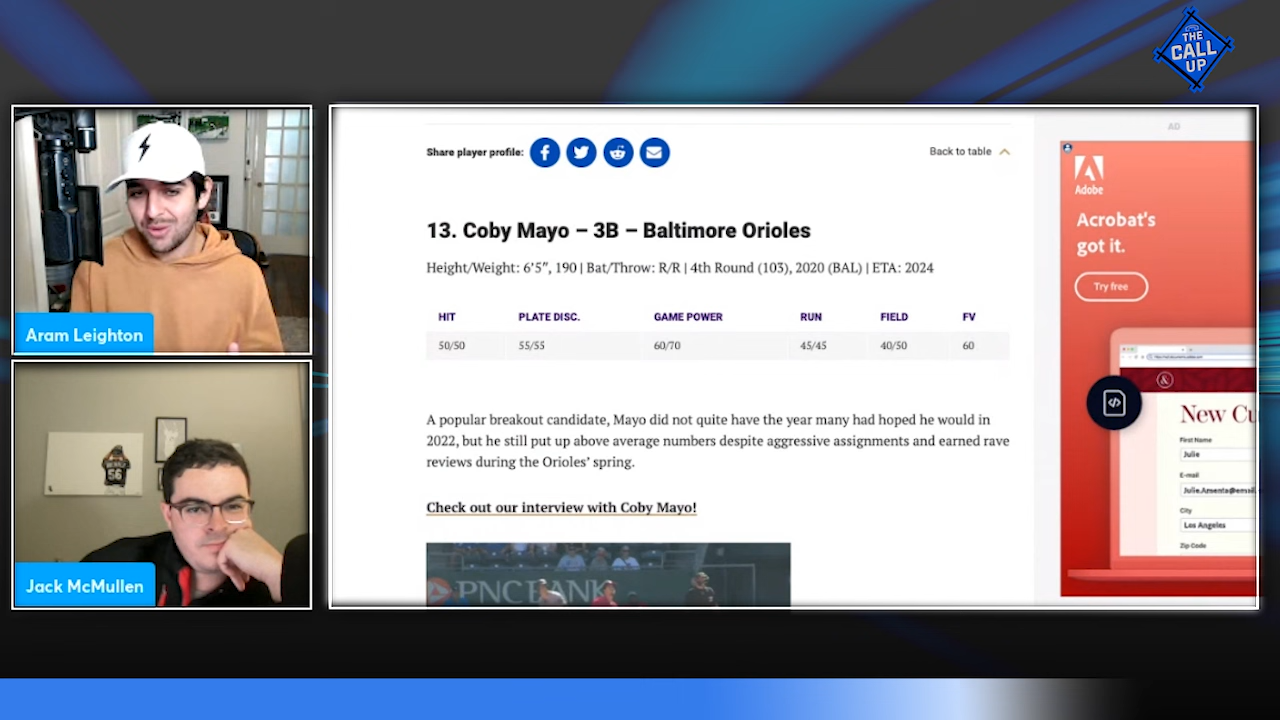 THE
CALL
UP
Aram Leighton
Jack McMullen
Share player profile:
Back to table
13. Coby Mayo – 3B – Baltimore Orioles
Height/Weight: 6'5", 190 | Bat/Throw: R/R | 4th Round (103), 2020 (BAL) | ETA: 2024
HIT PLATE DISC. GAME POWER RUN FIELD FV
50/50 55/55 60/70 45/45 40/50 60
A popular breakout candidate, Mayo did not quite have the year many had hoped he would in
2022, but he still put up above average numbers despite aggressive assignments and earned rave
reviews during the Orioles' spring.
Check out our interview with Coby Mayo!
PNC BANK
56
AD
Adobe
Acrobat's
got it.
Try free
New Cu
First Name
Julie
E-mail
Julie.Amenta@email.
City
Los Angeles
Zip Code